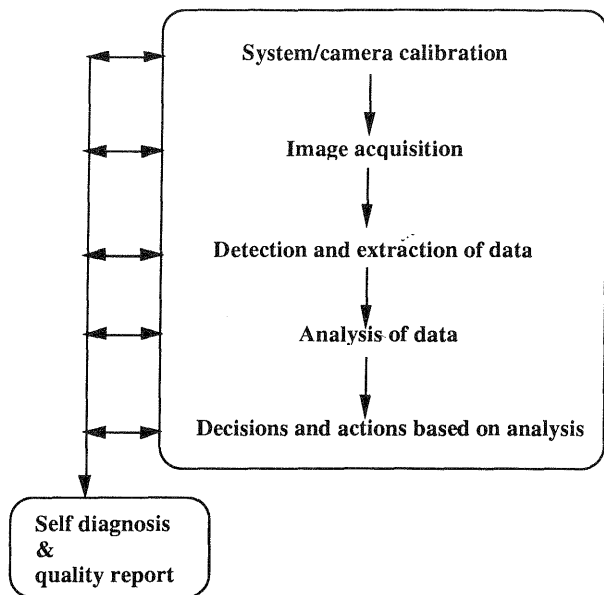 System/camera calibration
Image acquisition
Detection and extraction of data
Analysis of data
Decisions and actions based on analysis
Self diagnosis
&
quality report